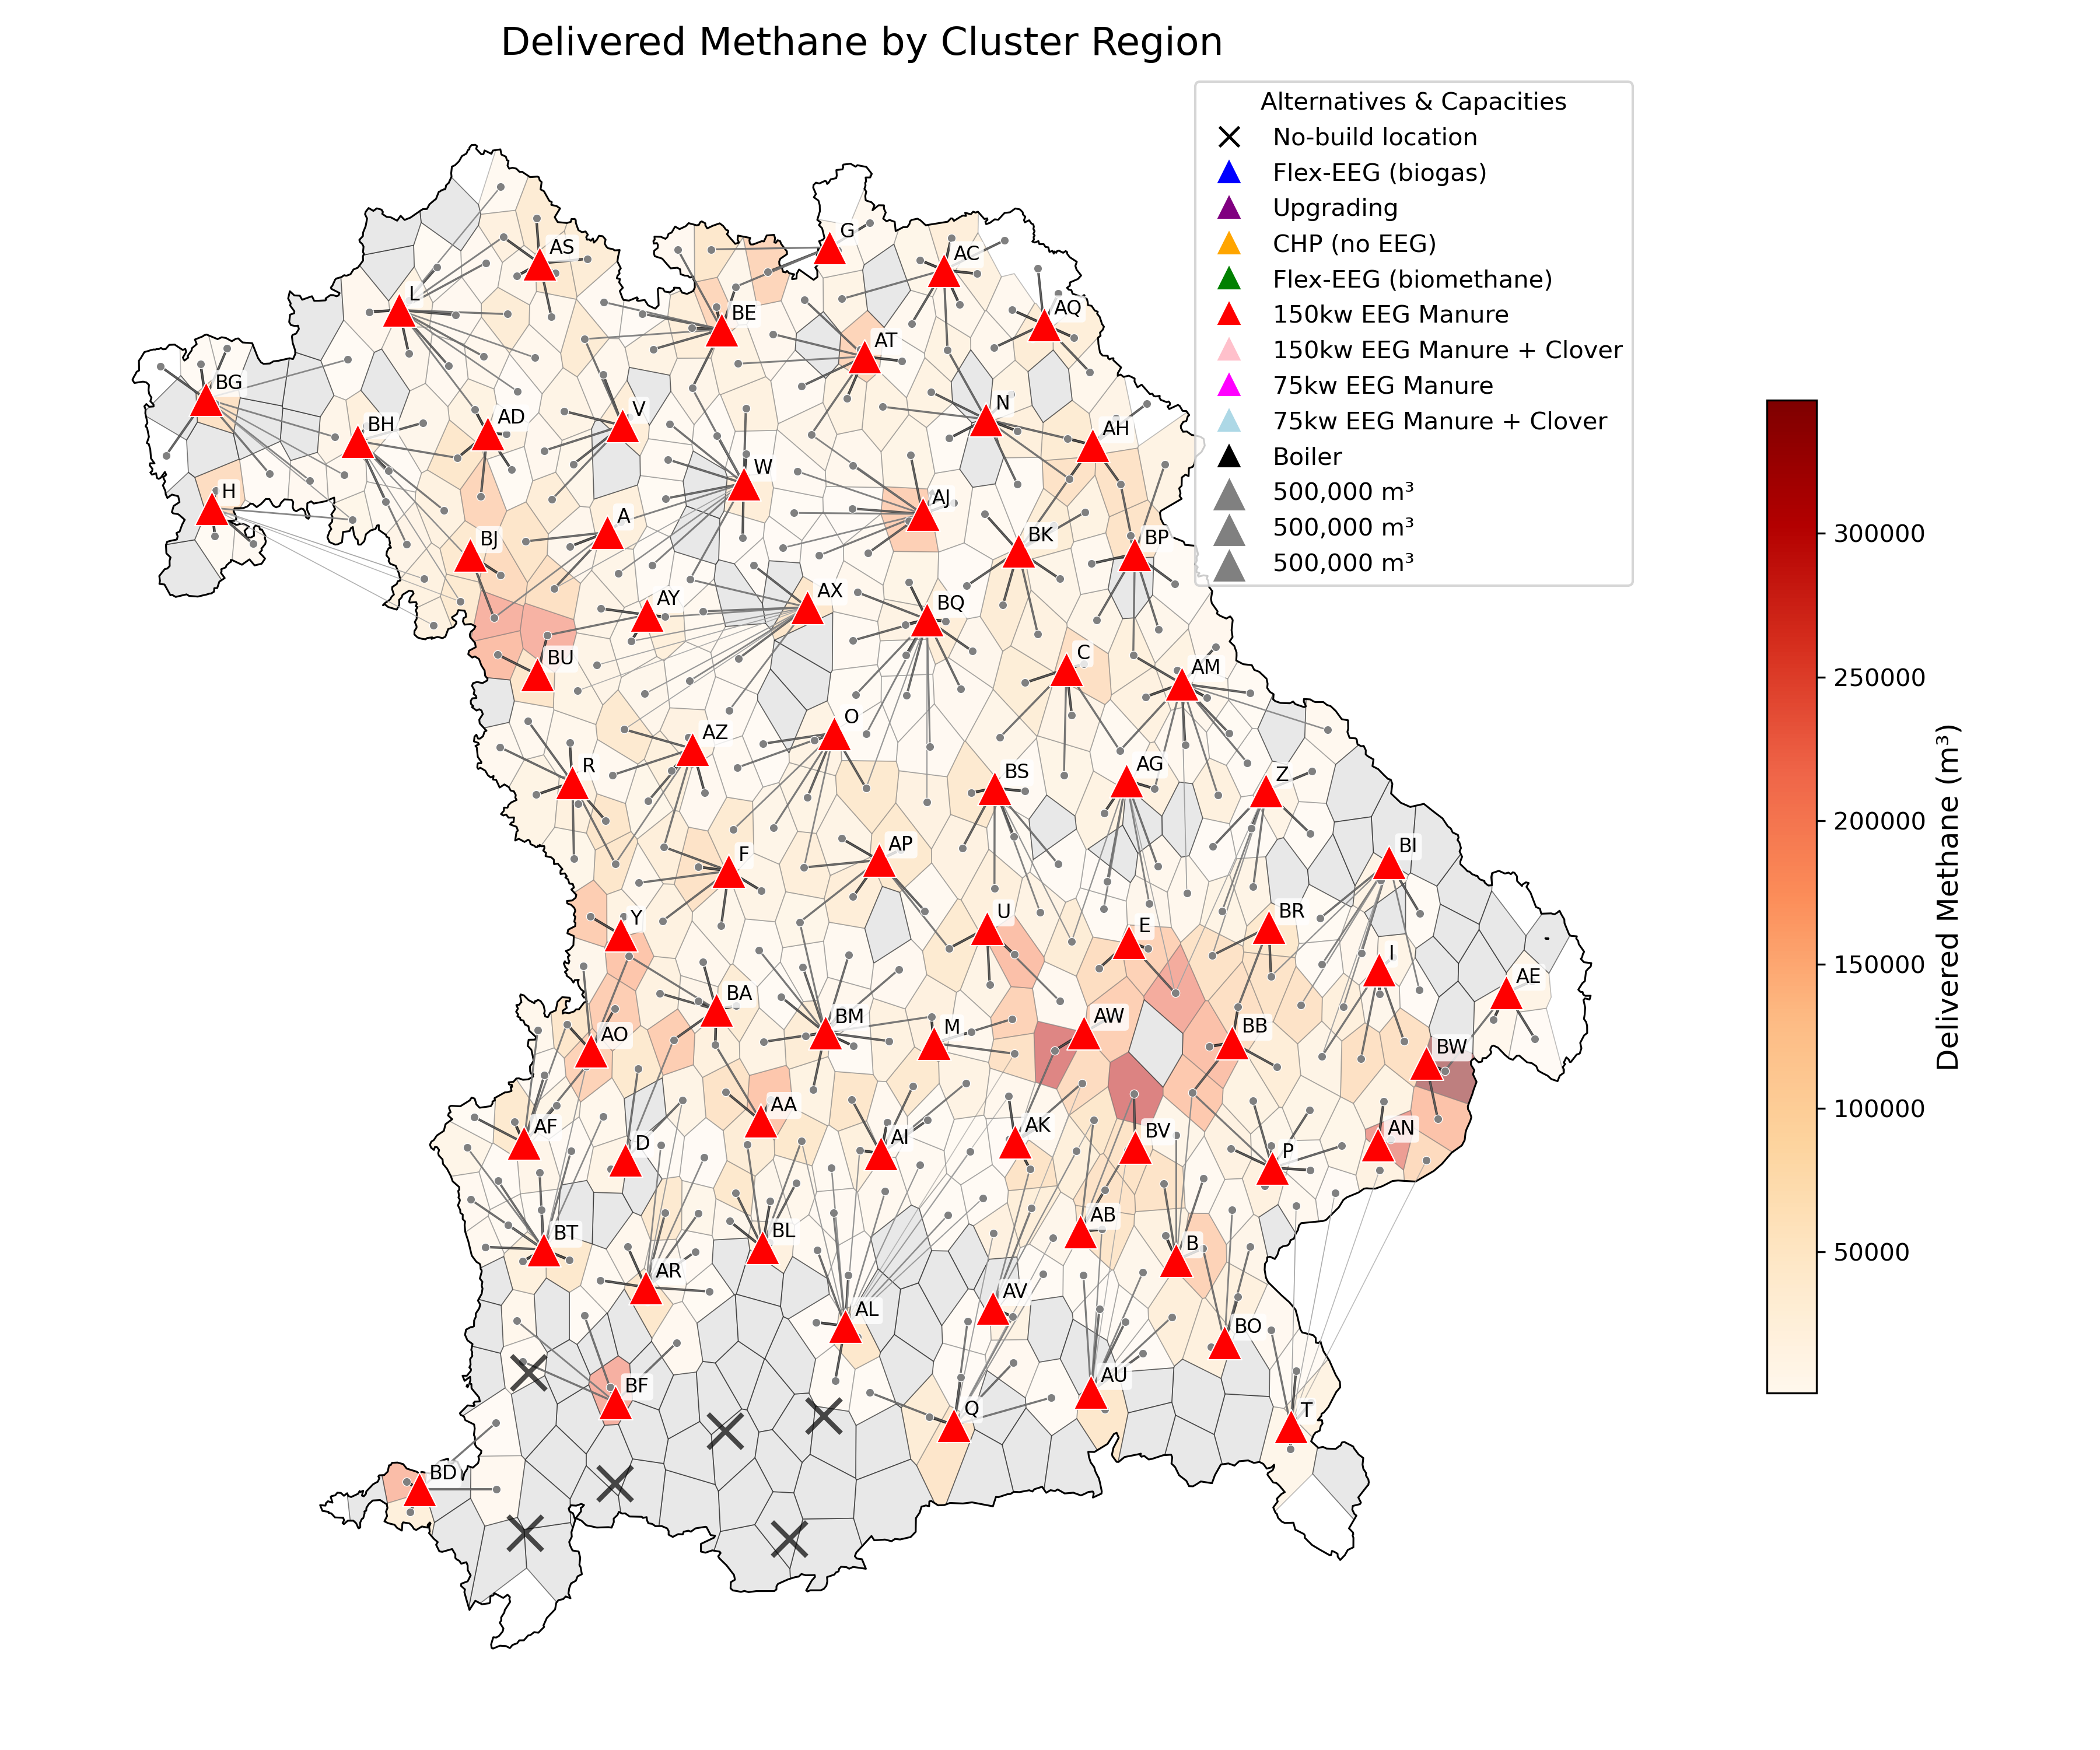 Delivered Methane by Cluster Region
Alternatives & Capacities
No-build location
Flex-EEG (biogas)
Upgrading
CHP (no EEG)
Flex-EEG (biomethane)
150kw EEG Manure
150kw EEG Manure + Clover
75kw EEG Manure
75kw EEG Manure + Clover
Boiler
500,000 m³
500,000 m³
500,000 m³
G
AS
AC
L
AQ
BE
AT
BG
N
V
AD
BH
AH
W
H
AJ
A
BJ
BK
BP
AX
AY
BQ
C
BU
AM
O
AZ
R
BS
AG
Z
AP
BI
F
U
Y
BR
E
I
AE
BA
BM
AW
M
BB
AO
BW
AA
AF
AK
AN
AI
BV
D
P
AB
BL
BT
B
AR
AV
AL
BO
AU
BF
Q
T
BD
300000
250000
200000
150000
100000
50000
Delivered Methane (m³)